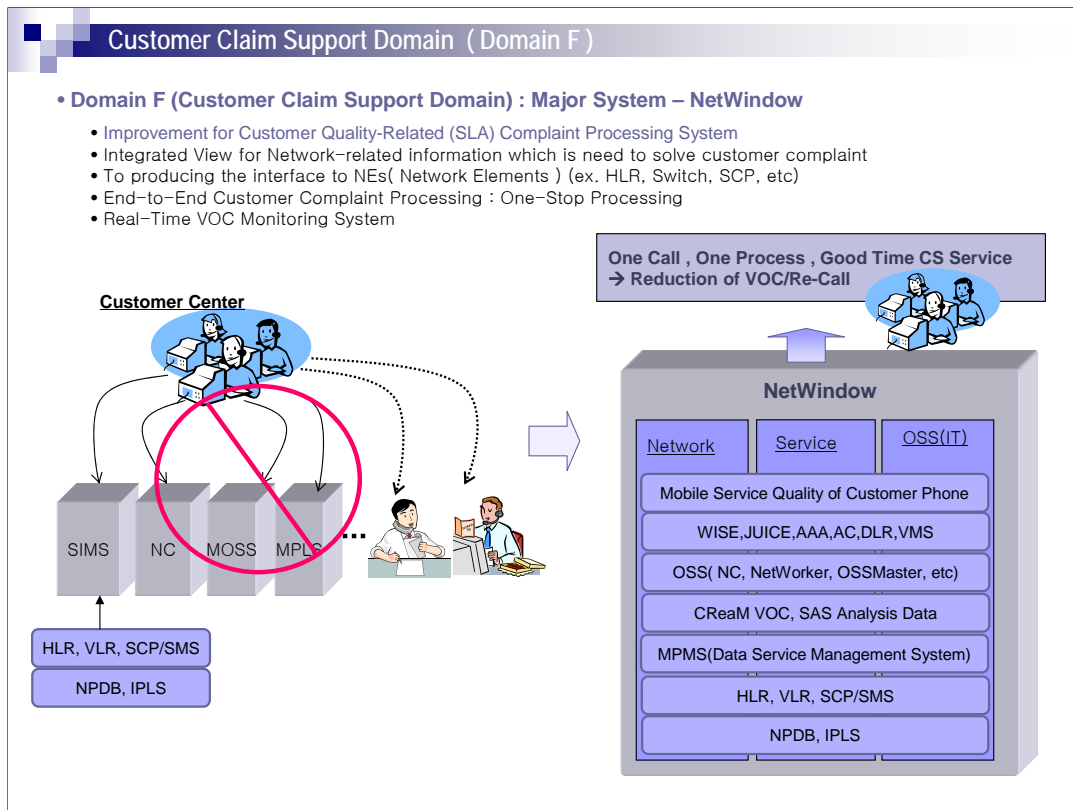 Customer Claim Support Domain ( Domain F )
• Domain F (Customer Claim Support Domain) : Major System – NetWindow
• Improvement for Customer Quality-Related (SLA) Complaint Processing System
• Integrated View for Network-related information which is need to solve customer complaint
• To producing the interface to NEs( Network Elements ) (ex. HLR, Switch, SCP, etc)
• End-to-End Customer Complaint Processing : One-Stop Processing
• Real-Time VOC Monitoring System
One Call , One Process , Good Time CS Service
→ Reduction of VOC/Re-Call
Customer Center
SIMS
NC
MOSS
MPLS
...
HLR, VLR, SCP/SMS
NPDB, IPLS
NetWindow
Network
Service
OSS(IT)
Mobile Service Quality of Customer Phone
WISE,JUICE,AAA,AC,DLR,VMS
OSS( NC, NetWorker, OSSMaster, etc)
CReaM VOC, SAS Analysis Data
MPMS(Data Service Management System)
HLR, VLR, SCP/SMS
NPDB, IPLS